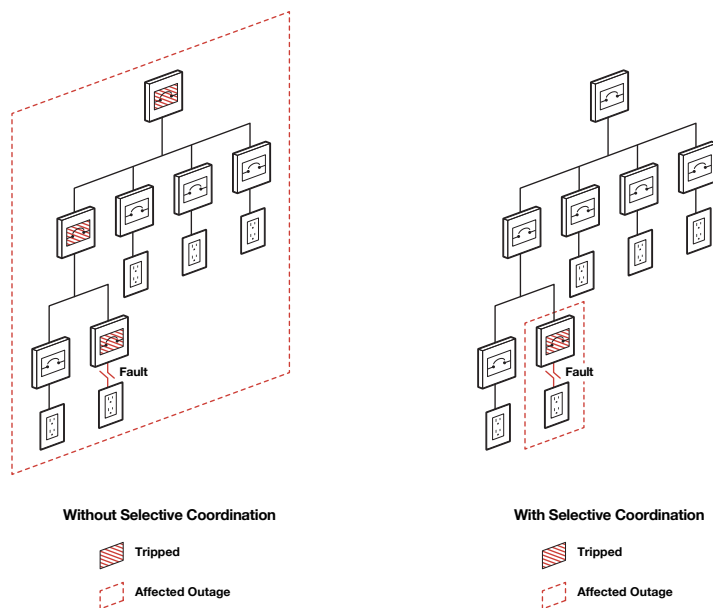 Fault
Fault
Without Selective Coordination
Tripped
Affected Outage
With Selective Coordination
Tripped
Affected Outage